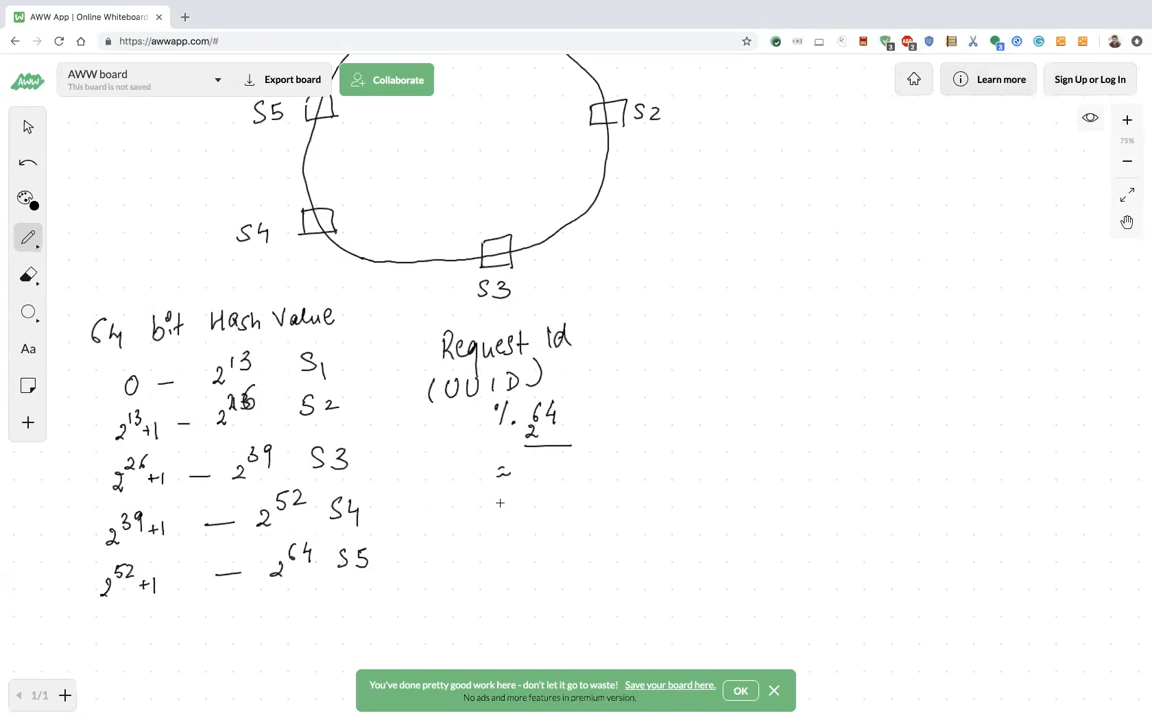 AWW App | Online Whiteboard
https://awwapp.com/#
AWW
AWW board
This board is not saved
Export board
Collaborate
Learn more
Sign Up or Log In
75%
Aa
S5
S2
S4
S3
64 bit Hash Value
0 - 2^13 S1
2^13+1 - 2^26 S2
2^26+1 - 2^39 S3
2^39+1 - 2^52 S4
2^52+1 - 2^64 S5
Request Id
(UUID)
% 2^64
≈
1/1
You've done pretty good work here - don't let it go to waste! Save your board here.
No ads and more features in premium version.
OK